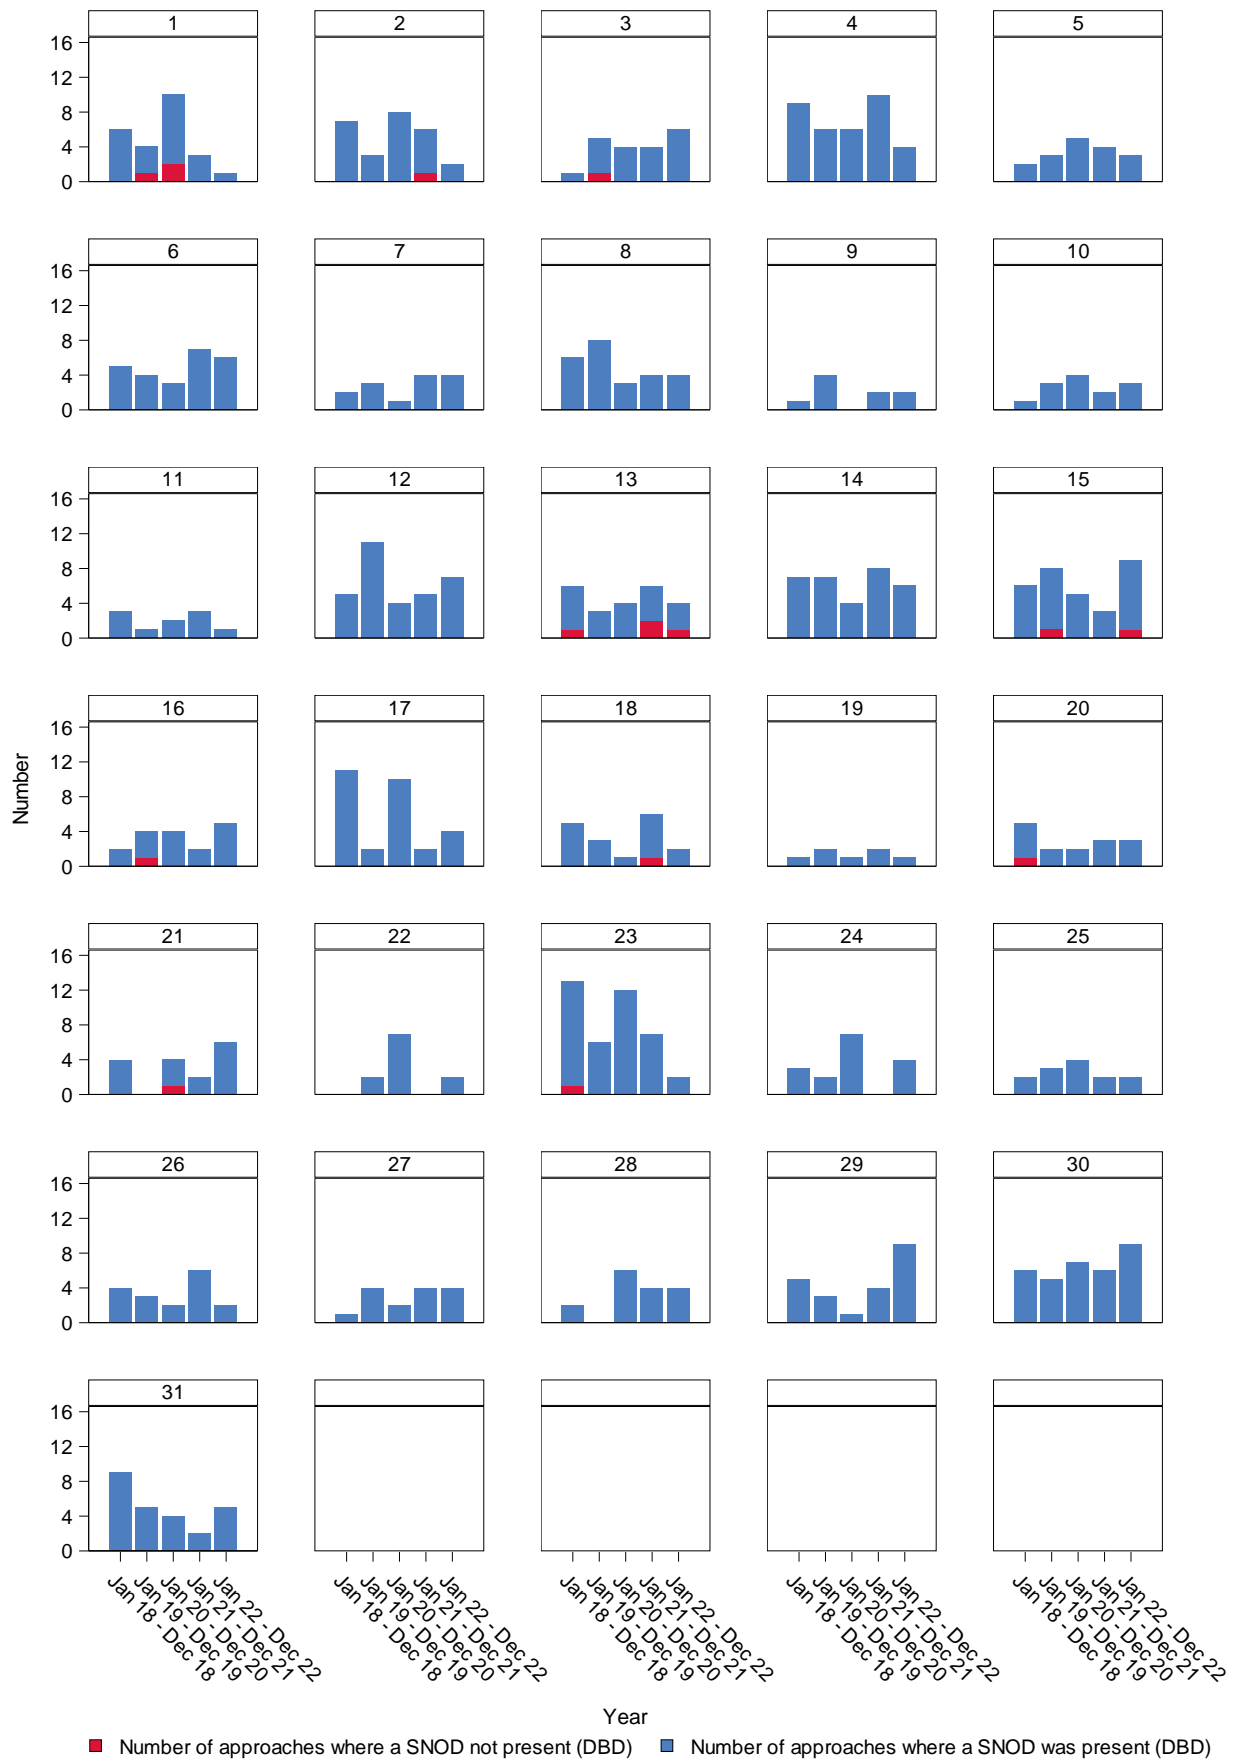 1 2 3 4 5
16
12
8
4
0
6 7 8 9 10
16
12
8
4
0
11 12 13 14 15
16
12
8
4
0
16 17 18 19 20
16
12
8
4
0
21 22 23 24 25
16
12
8
4
0
26 27 28 29 30
16
12
8
4
0
31
16
12
8
4
0
Number
Jan 18 - Dec 18
Jan 19 - Dec 19
Jan 20 - Dec 20
Jan 21 - Dec 21
Jan 22 - Dec 22
Jan 18 - Dec 18
Jan 19 - Dec 19
Jan 20 - Dec 20
Jan 21 - Dec 21
Jan 22 - Dec 22
Jan 18 - Dec 18
Jan 19 - Dec 19
Jan 20 - Dec 20
Jan 21 - Dec 21
Jan 22 - Dec 22
Jan 18 - Dec 18
Jan 19 - Dec 19
Jan 20 - Dec 20
Jan 21 - Dec 21
Jan 22 - Dec 22
Jan 18 - Dec 18
Jan 19 - Dec 19
Jan 20 - Dec 20
Jan 21 - Dec 21
Jan 22 - Dec 22
Year
Number of approaches where a SNOD not present (DBD) Number of approaches where a SNOD was present (DBD)